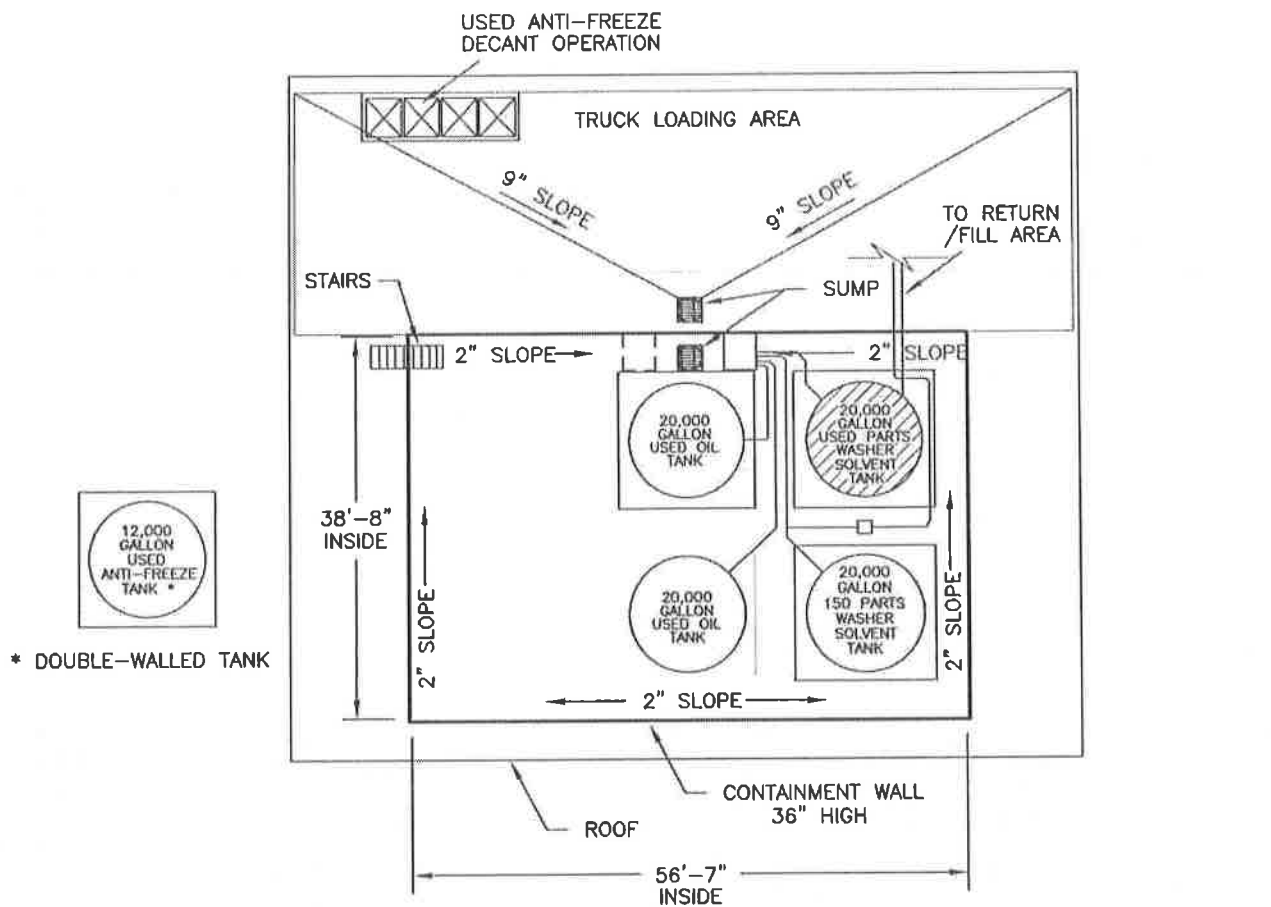 USED ANTI-FREEZE
DECANT OPERATION
TRUCK LOADING AREA
9" SLOPE
9" SLOPE
TO RETURN
/FILL AREA
STAIRS
SUMP
2" SLOPE
2" SLOPE
20,000
GALLON
USED OIL
TANK
20,000
GALLON
USED PARTS
WASHER
SOLVENT
TANK
38'-8"
INSIDE
12,000
GALLON
USED
ANTI-FREEZE
TANK *
* DOUBLE-WALLED TANK
2" SLOPE
20,000
GALLON
USED OIL
TANK
20,000
GALLON
150 PARTS
WASHER
SOLVENT
TANK
2" SLOPE
2" SLOPE
CONTAINMENT WALL
36" HIGH
ROOF
56'-7"
INSIDE